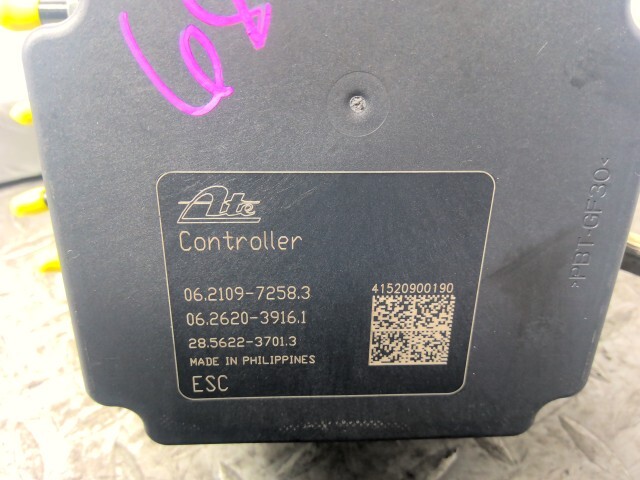 Ate
Controller
06.2109-7258.3
06.2620-3916.1
28.5622-3701.3
MADE IN PHILIPPINES
ESC
41520900190
>PBT-GF30<